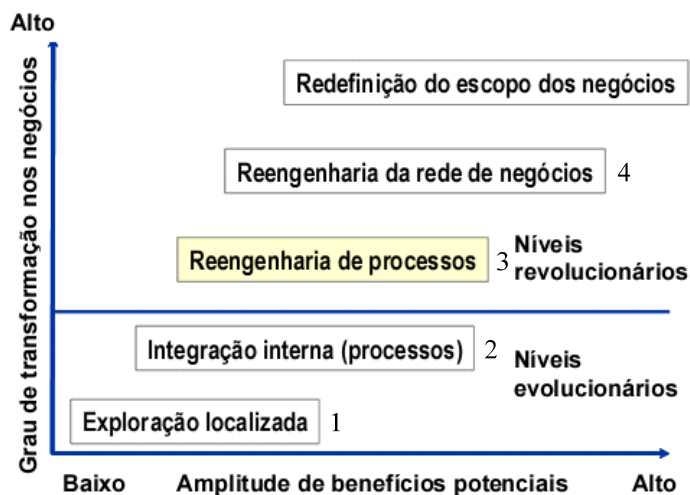 Alto
Grau de transformação nos negócios
Redefinição do escopo dos negócios
Reengenharia da rede de negócios 4
Reengenharia de processos 3
Níveis
revolucionários
Integração interna (processos) 2
Níveis
evolucionários
Exploração localizada 1
Baixo Amplitude de benefícios potenciais Alto